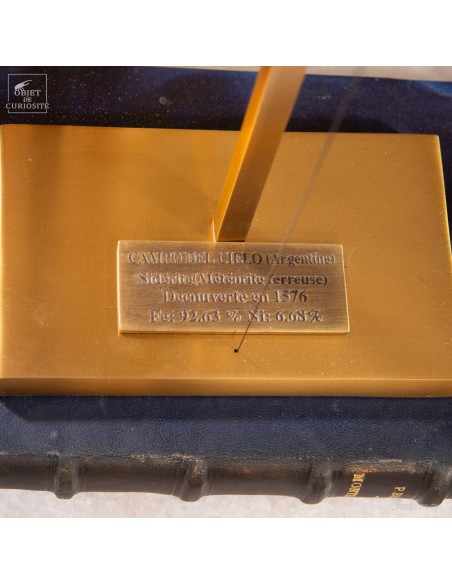 OBJET
DE
CURIOSITÉ
CAMPO DEL CIELO (Argentine)
Sidérite(Météorite ferreuse)
Découverte en 1576
Fe: 92.63 % Ni: 6.68%